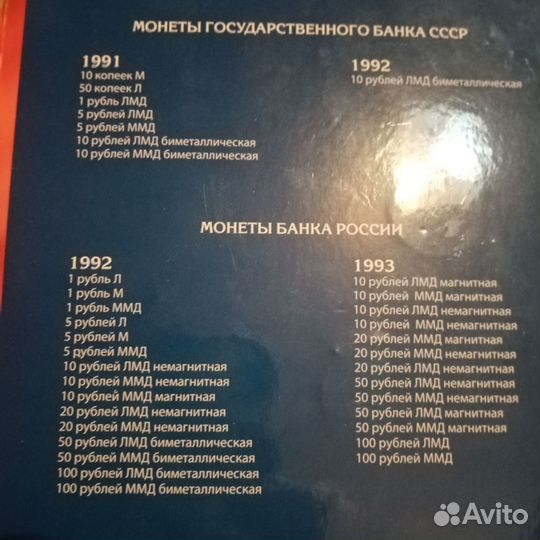 МОНЕТЫ ГОСУДАРСТВЕННОГО БАНКА СССР
1991
10 копеек М
50 копеек Л
1 рубль ЛМД
5 рублей ЛМД
5 рублей ММД
10 рублей ЛМД биметаллическая
10 рублей ММД биметаллическая
1992
10 рублей ЛМД биметаллическая
МОНЕТЫ БАНКА РОССИИ
1992
1 рубль Л
1 рубль М
1 рубль ММД
5 рублей Л
5 рублей М
5 рублей ММД
10 рублей ЛМД немагнитная
10 рублей ММД немагнитная
10 рублей ММД магнитная
20 рублей ЛМД немагнитная
20 рублей ММД немагнитная
50 рублей ЛМД биметаллическая
50 рублей ММД биметаллическая
100 рублей ЛМД биметаллическая
100 рублей ММД биметаллическая
1993
10 рублей ЛМД магнитная
10 рублей ММД магнитная
10 рублей ЛМД немагнитная
10 рублей ММД немагнитная
20 рублей ММД магнитная
20 рублей ММД немагнитная
20 рублей ЛМД немагнитная
50 рублей ЛМД немагнитная
50 рублей ММД немагнитная
50 рублей ЛМД магнитная
50 рублей ММД магнитная
100 рублей ЛМД
100 рублей ММД
Avito